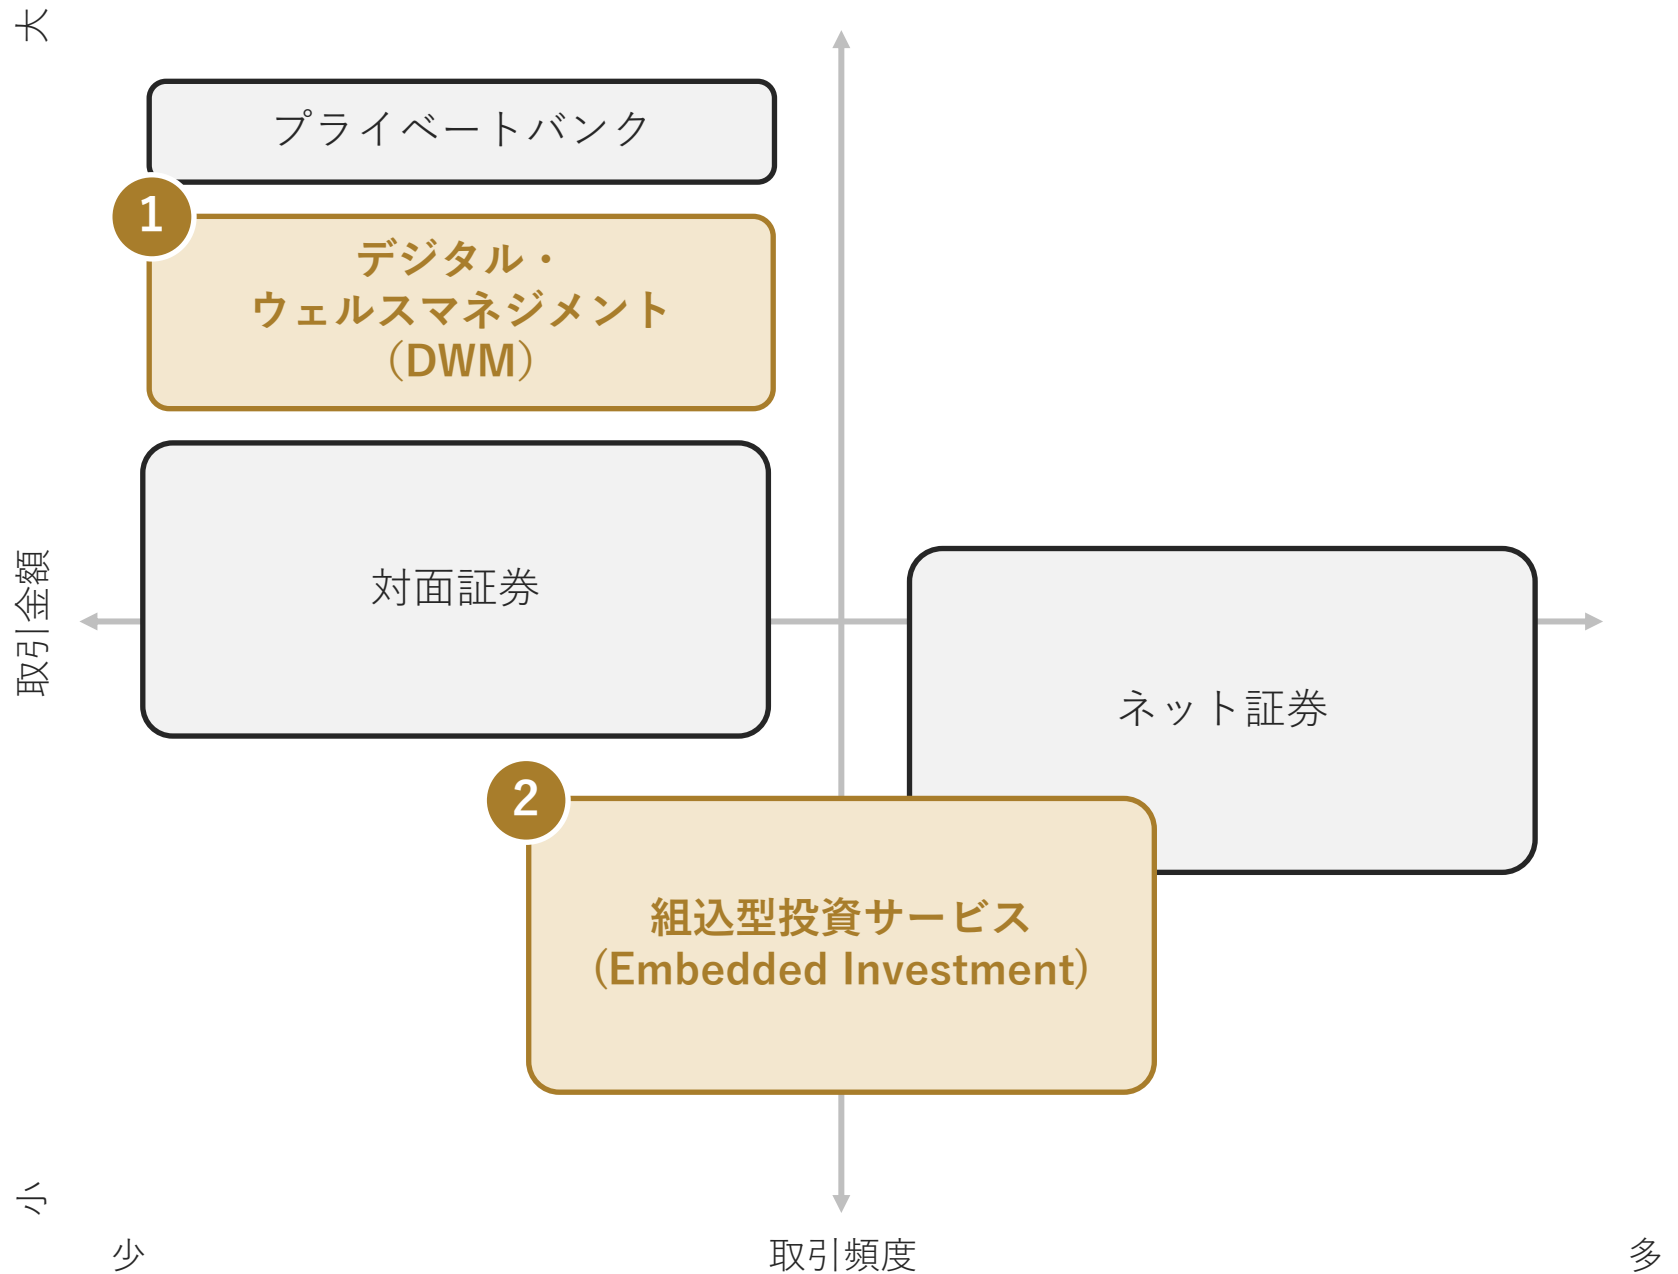 大
プライベートバンク
1
デジタル・
ウェルスマネジメント
（DWM）
対面証券
取引金額
ネット証券
2
組込型投資サービス
(Embedded Investment)
小
少
取引頻度
多